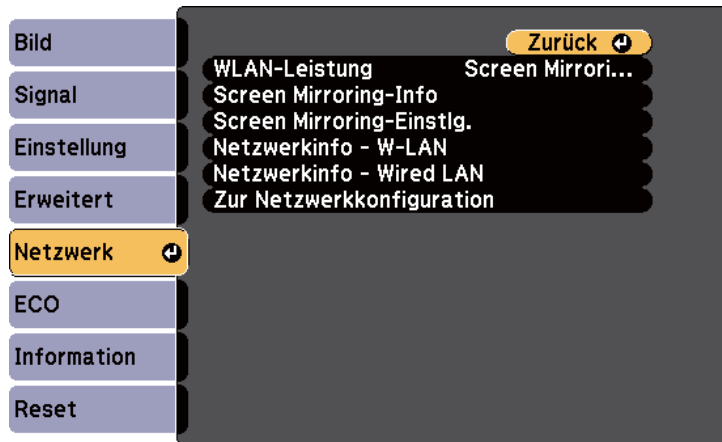 Bild
Signal
Einstellung
Erweitert
Netzwerk
ECO
Information
Reset
Zurück
WLAN-Leistung Screen Mirrori...
Screen Mirroring-Info
Screen Mirroring-Einstlg.
Netzwerkinfo - W-LAN
Netzwerkinfo - Wired LAN
Zur Netzwerkkonfiguration